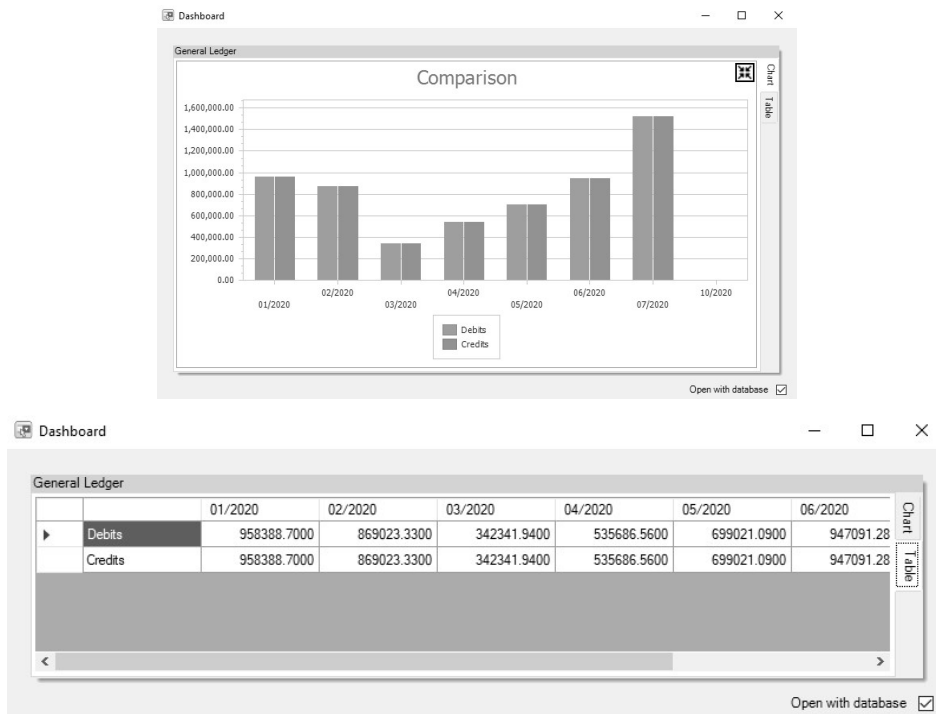 Dashboard
General Ledger
Comparison
Chart
Table
1,600,000.00
1,400,000.00
1,200,000.00
1,000,000.00
800,000.00
600,000.00
400,000.00
200,000.00
0.00
01/2020 02/2020 03/2020 04/2020 05/2020 06/2020 07/2020 10/2020
Debits
Credits
Open with database
Dashboard
General Ledger
01/2020 02/2020 03/2020 04/2020 05/2020 06/2020
Debits 958388.7000 869023.3300 342341.9400 535686.5600 699021.0900 947091.28
Credits 958388.7000 869023.3300 342341.9400 535686.5600 699021.0900 947091.28
Chart
Table
Open with database